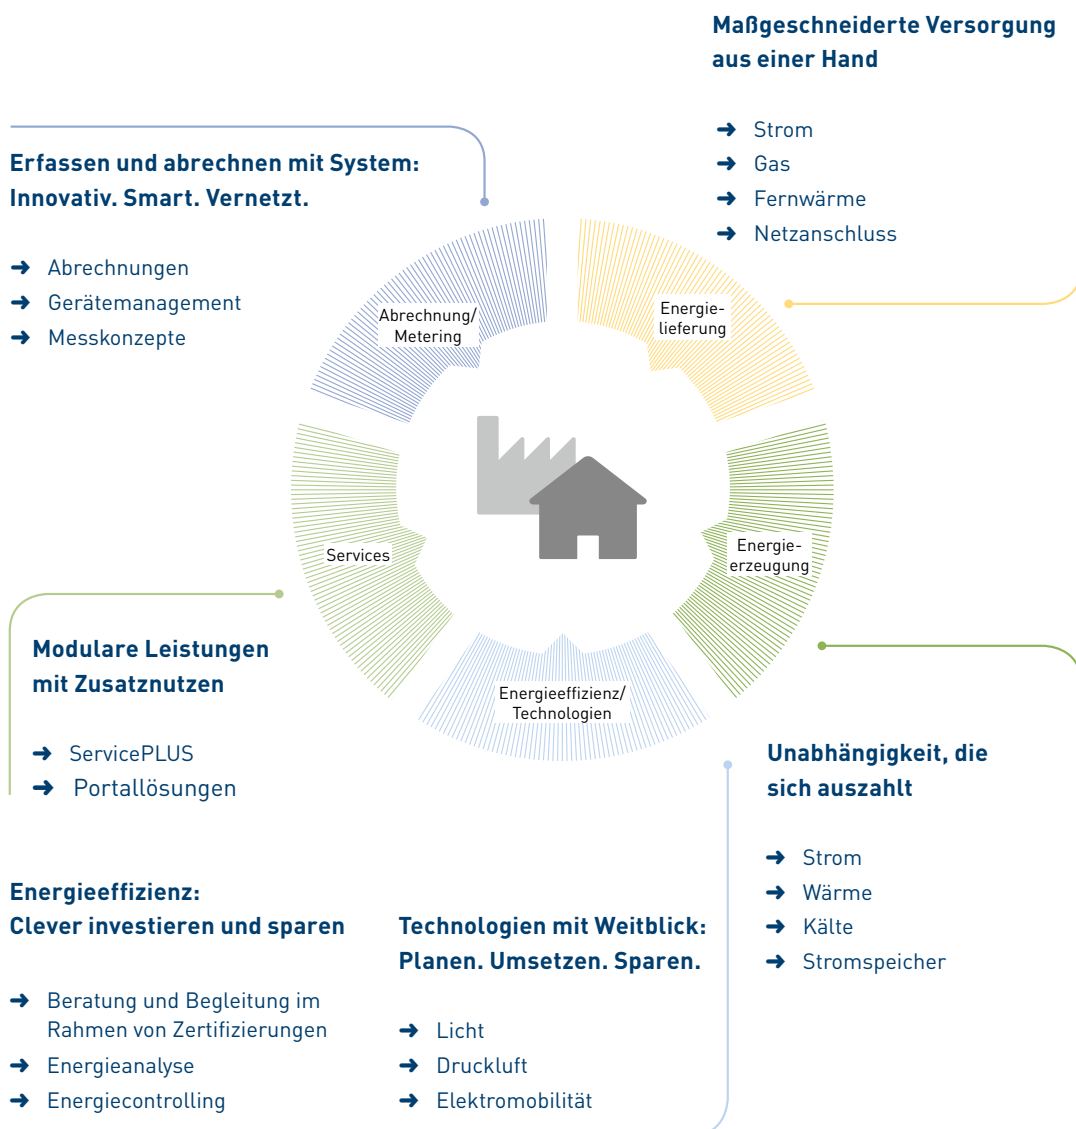 Maßgeschneiderte Versorgung
aus einer Hand
➜ Strom
➜ Gas
➜ Fernwärme
➜ Netzanschluss
Erfassen und abrechnen mit System:
Innovativ. Smart. Vernetzt.
➜ Abrechnungen
➜ Gerätemanagement
➜ Messkonzepte
Abrechnung/
Metering
Energie-
lieferung
Services
Energie-
erzeugung
Energieeffizienz/
Technologien
Modulare Leistungen
mit Zusatznutzen
➜ ServicePLUS
➜ Portallösungen
Unabhängigkeit, die
sich auszahlt
➜ Strom
➜ Wärme
➜ Kälte
➜ Stromspeicher
Energieeffizienz:
Clever investieren und sparen
➜ Beratung und Begleitung im
Rahmen von Zertifizierungen
➜ Energieanalyse
➜ Energiecontrolling
Technologien mit Weitblick:
Planen. Umsetzen. Sparen.
➜ Licht
➜ Druckluft
➜ Elektromobilität